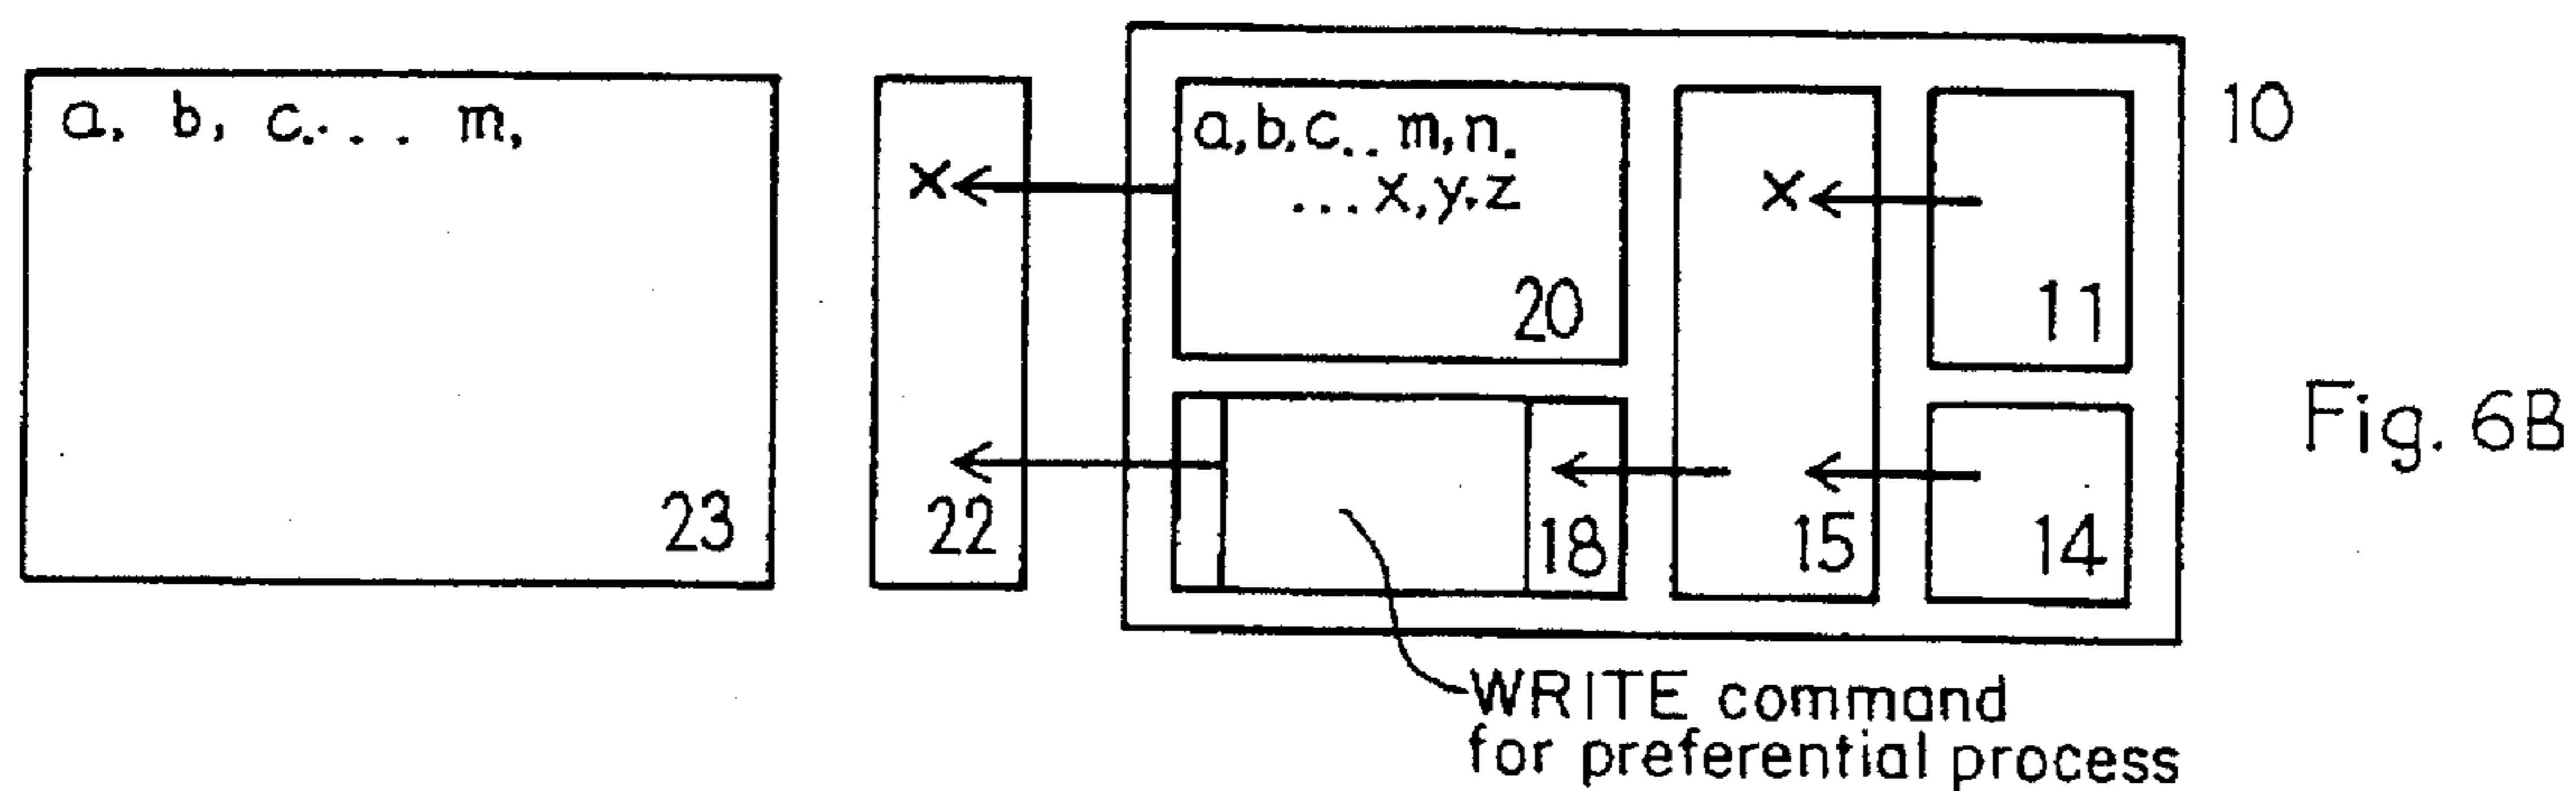 a, b, c. . . . m,
23
22
a,b,c.. m,n.
...x,y.z
20
18
15
11
14
10
x
x
WRITE command
for preferential process
Fig. 6B